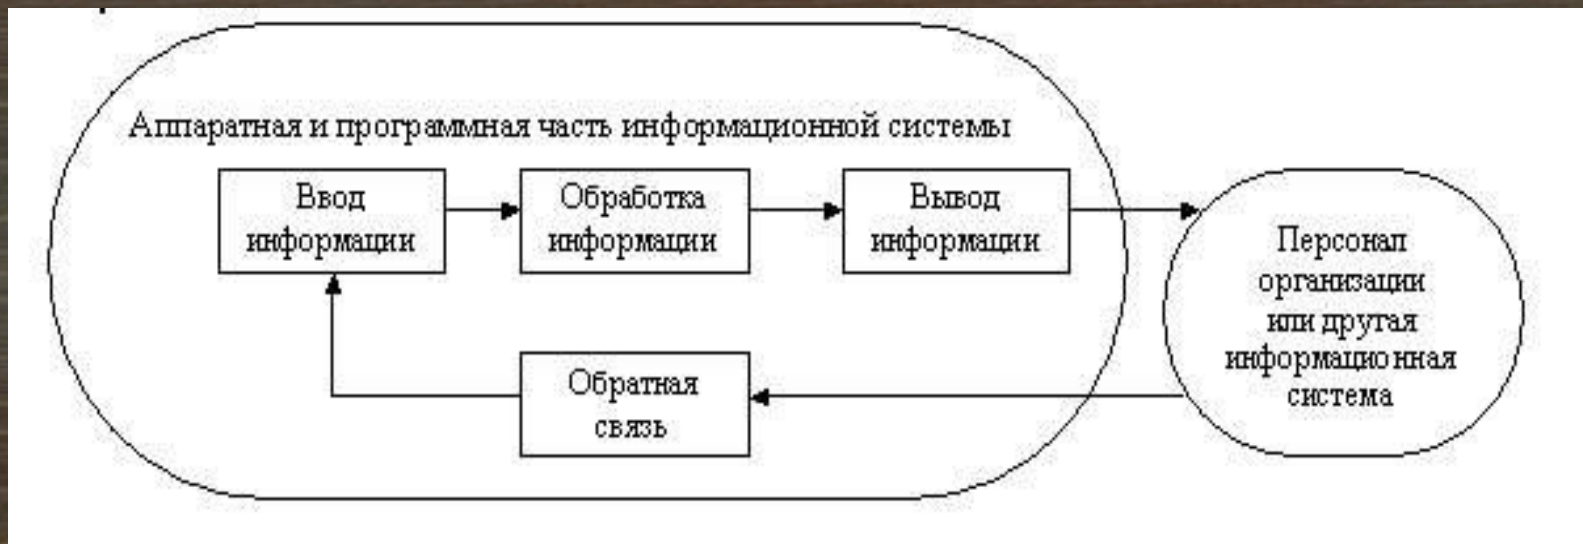 Аппаратная и программная часть информационной системы
Ввод
информации
Обработка
информации
Вывод
информации
Персонал
организации
или другая
информационная
система
Обратная
связь